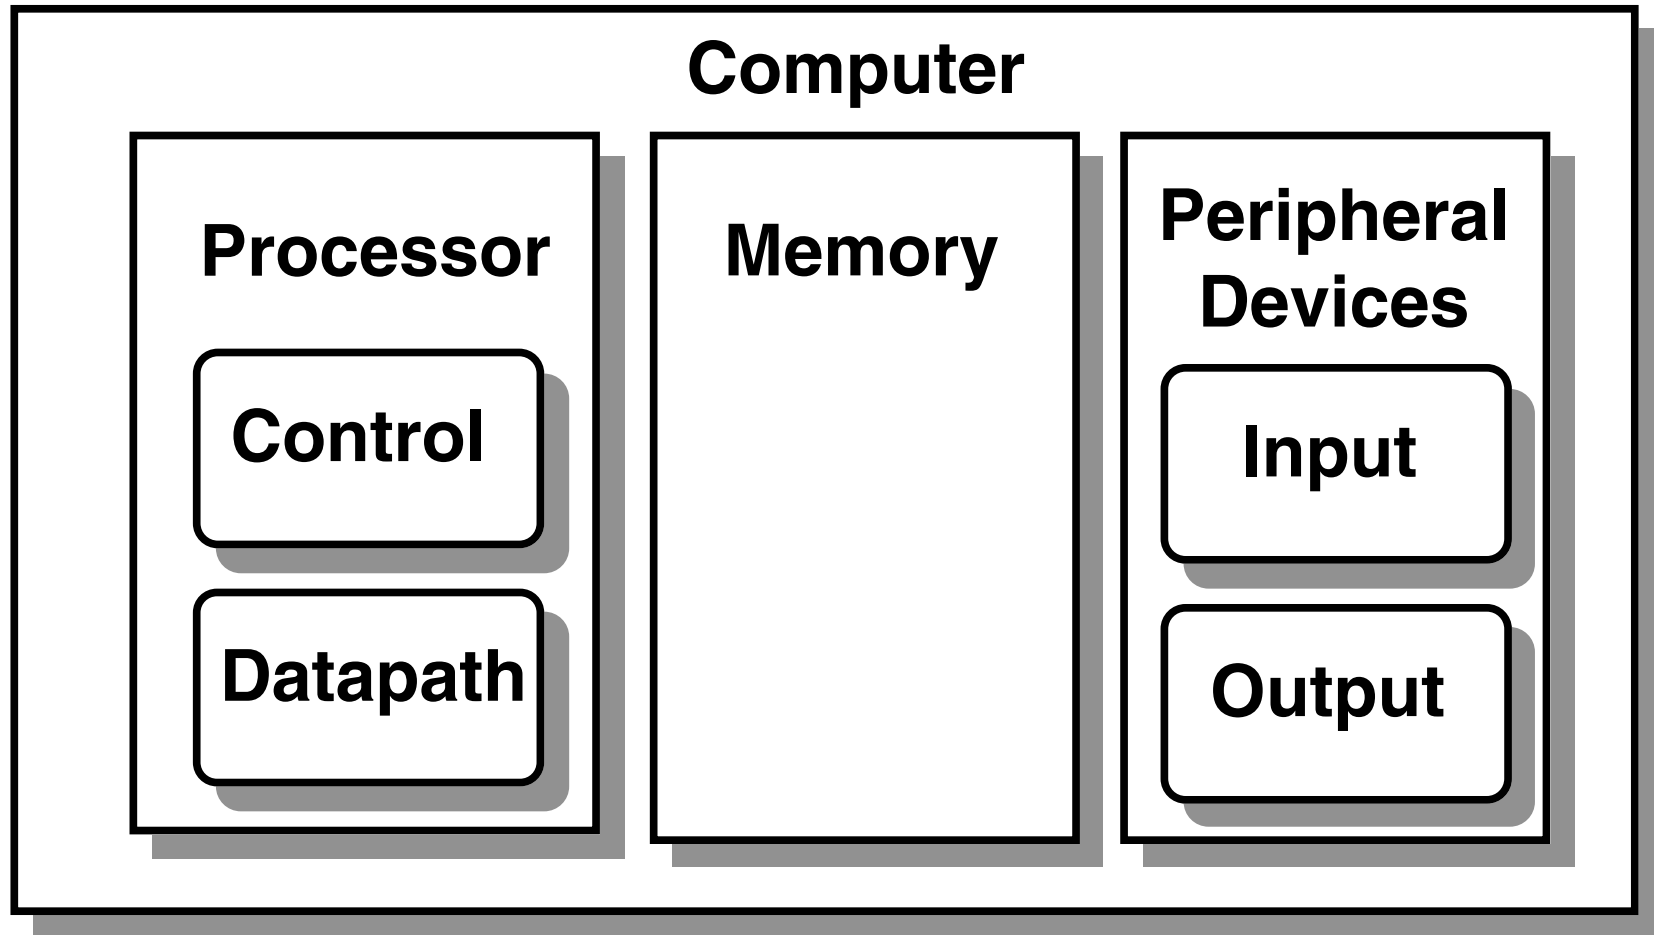 Computer
Processor
Control
Datapath
Memory
Peripheral
Devices
Input
Output